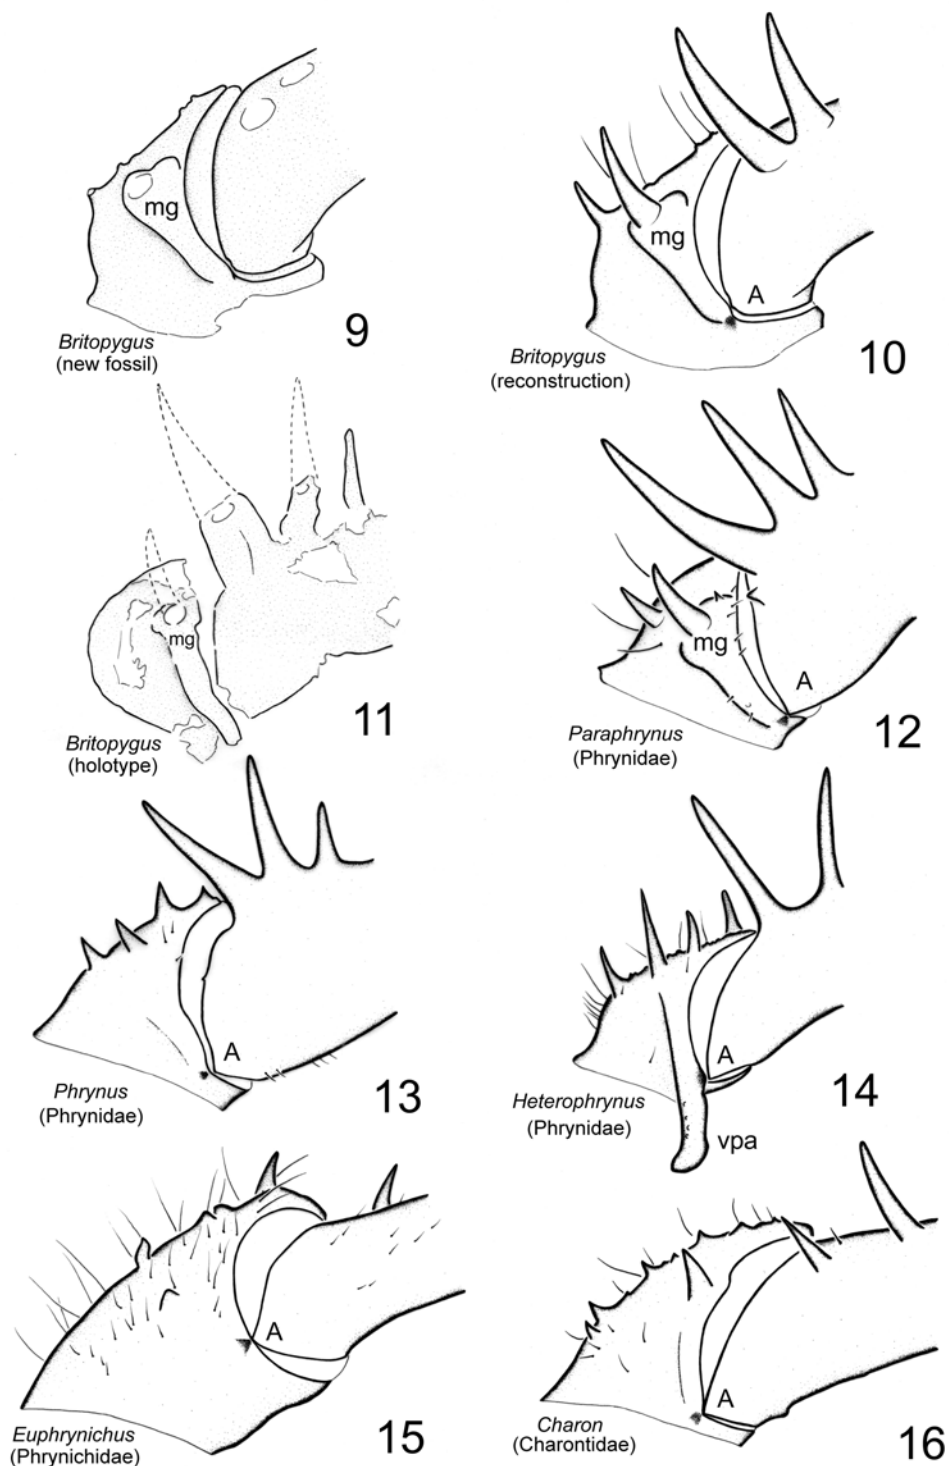 mg
Britopygus
(new fossil)
9
mg
A
Britopygus
(reconstruction)
10
mg
Britopygus
(holotype)
11
mg
A
Paraphrynus
(Phrynidae)
12
A
Phrynus
(Phrynidae)
13
A
Heterophrynus
(Phrynidae)
vpa
14
A
Euphrynichus
(Phrynichidae)
15
A
Charon
(Charontidae)
16